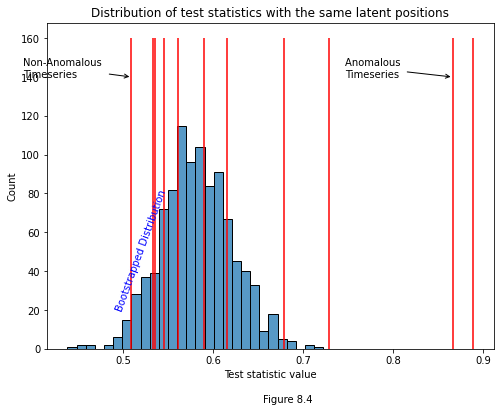 Distribution of test statistics with the same latent positions
160
140
120
100
80
60
40
20
0
Count
Non-Anomalous
Timeseries
Anomalous
Timeseries
Bootstrapped Distribution
0.5
0.6
0.7
0.8
0.9
Test statistic value
Figure 8.4